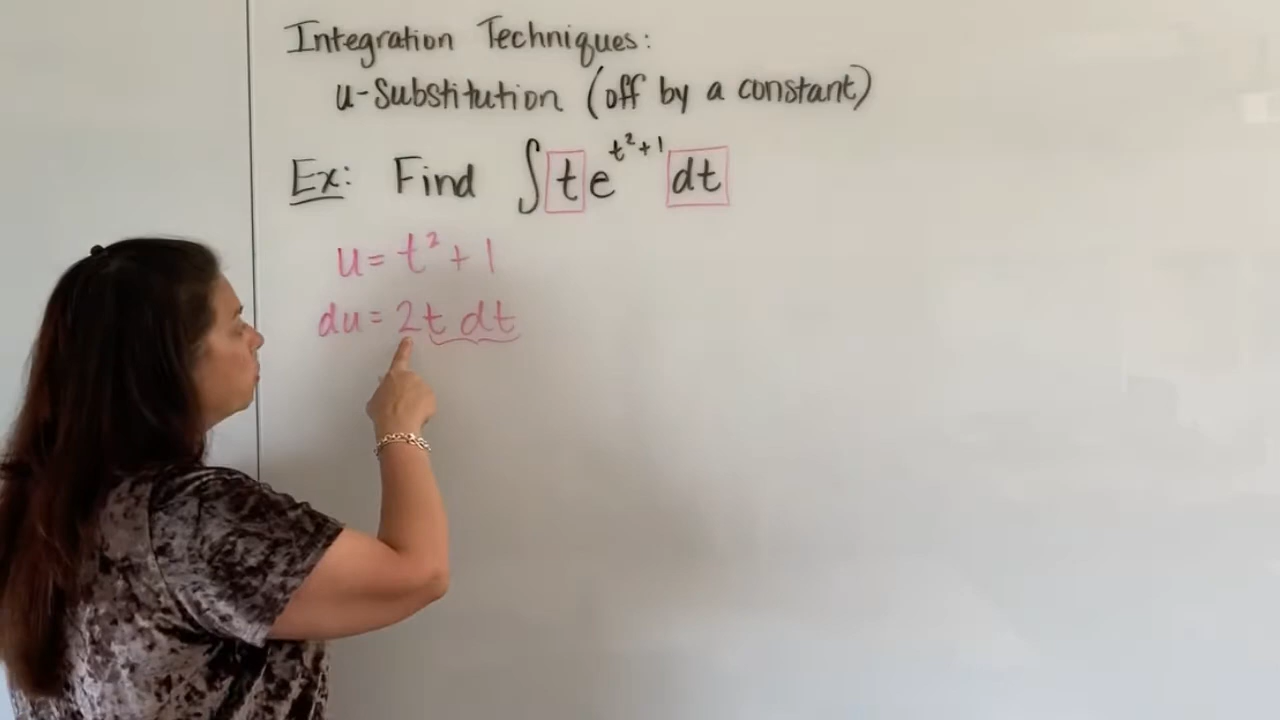 Integration Techniques:
u-Substitution (off by a constant)
Ex: Find ∫ t e^{t²+1} dt
u = t² + 1
du = 2t dt